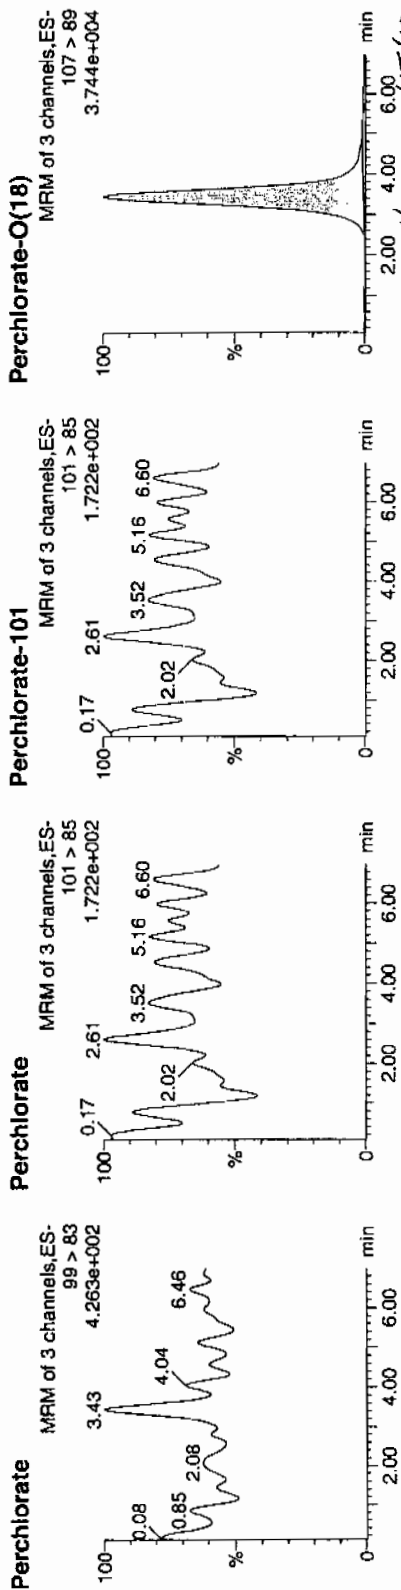 Perchlorate
MRM of 3 channels,ES-
99 > 83
4.263e+002
100
%
0
0.08
0.85
2.08
3.43
4.04
6.46
2.00
4.00
6.00
min
Perchlorate
MRM of 3 channels,ES-
101 > 85
1.722e+002
100
%
0
0.17
2.02
2.61
3.52
5.16
6.60
2.00
4.00
6.00
min
Perchlorate-101
MRM of 3 channels,ES-
101 > 85
1.722e+002
100
%
0
0.17
2.02
2.61
3.52
5.16
6.60
2.00
4.00
6.00
min
Perchlorate-O(18)
MRM of 3 channels,ES-
107 > 89
3.744e+004
100
%
0
2.00
4.00
6.00
min